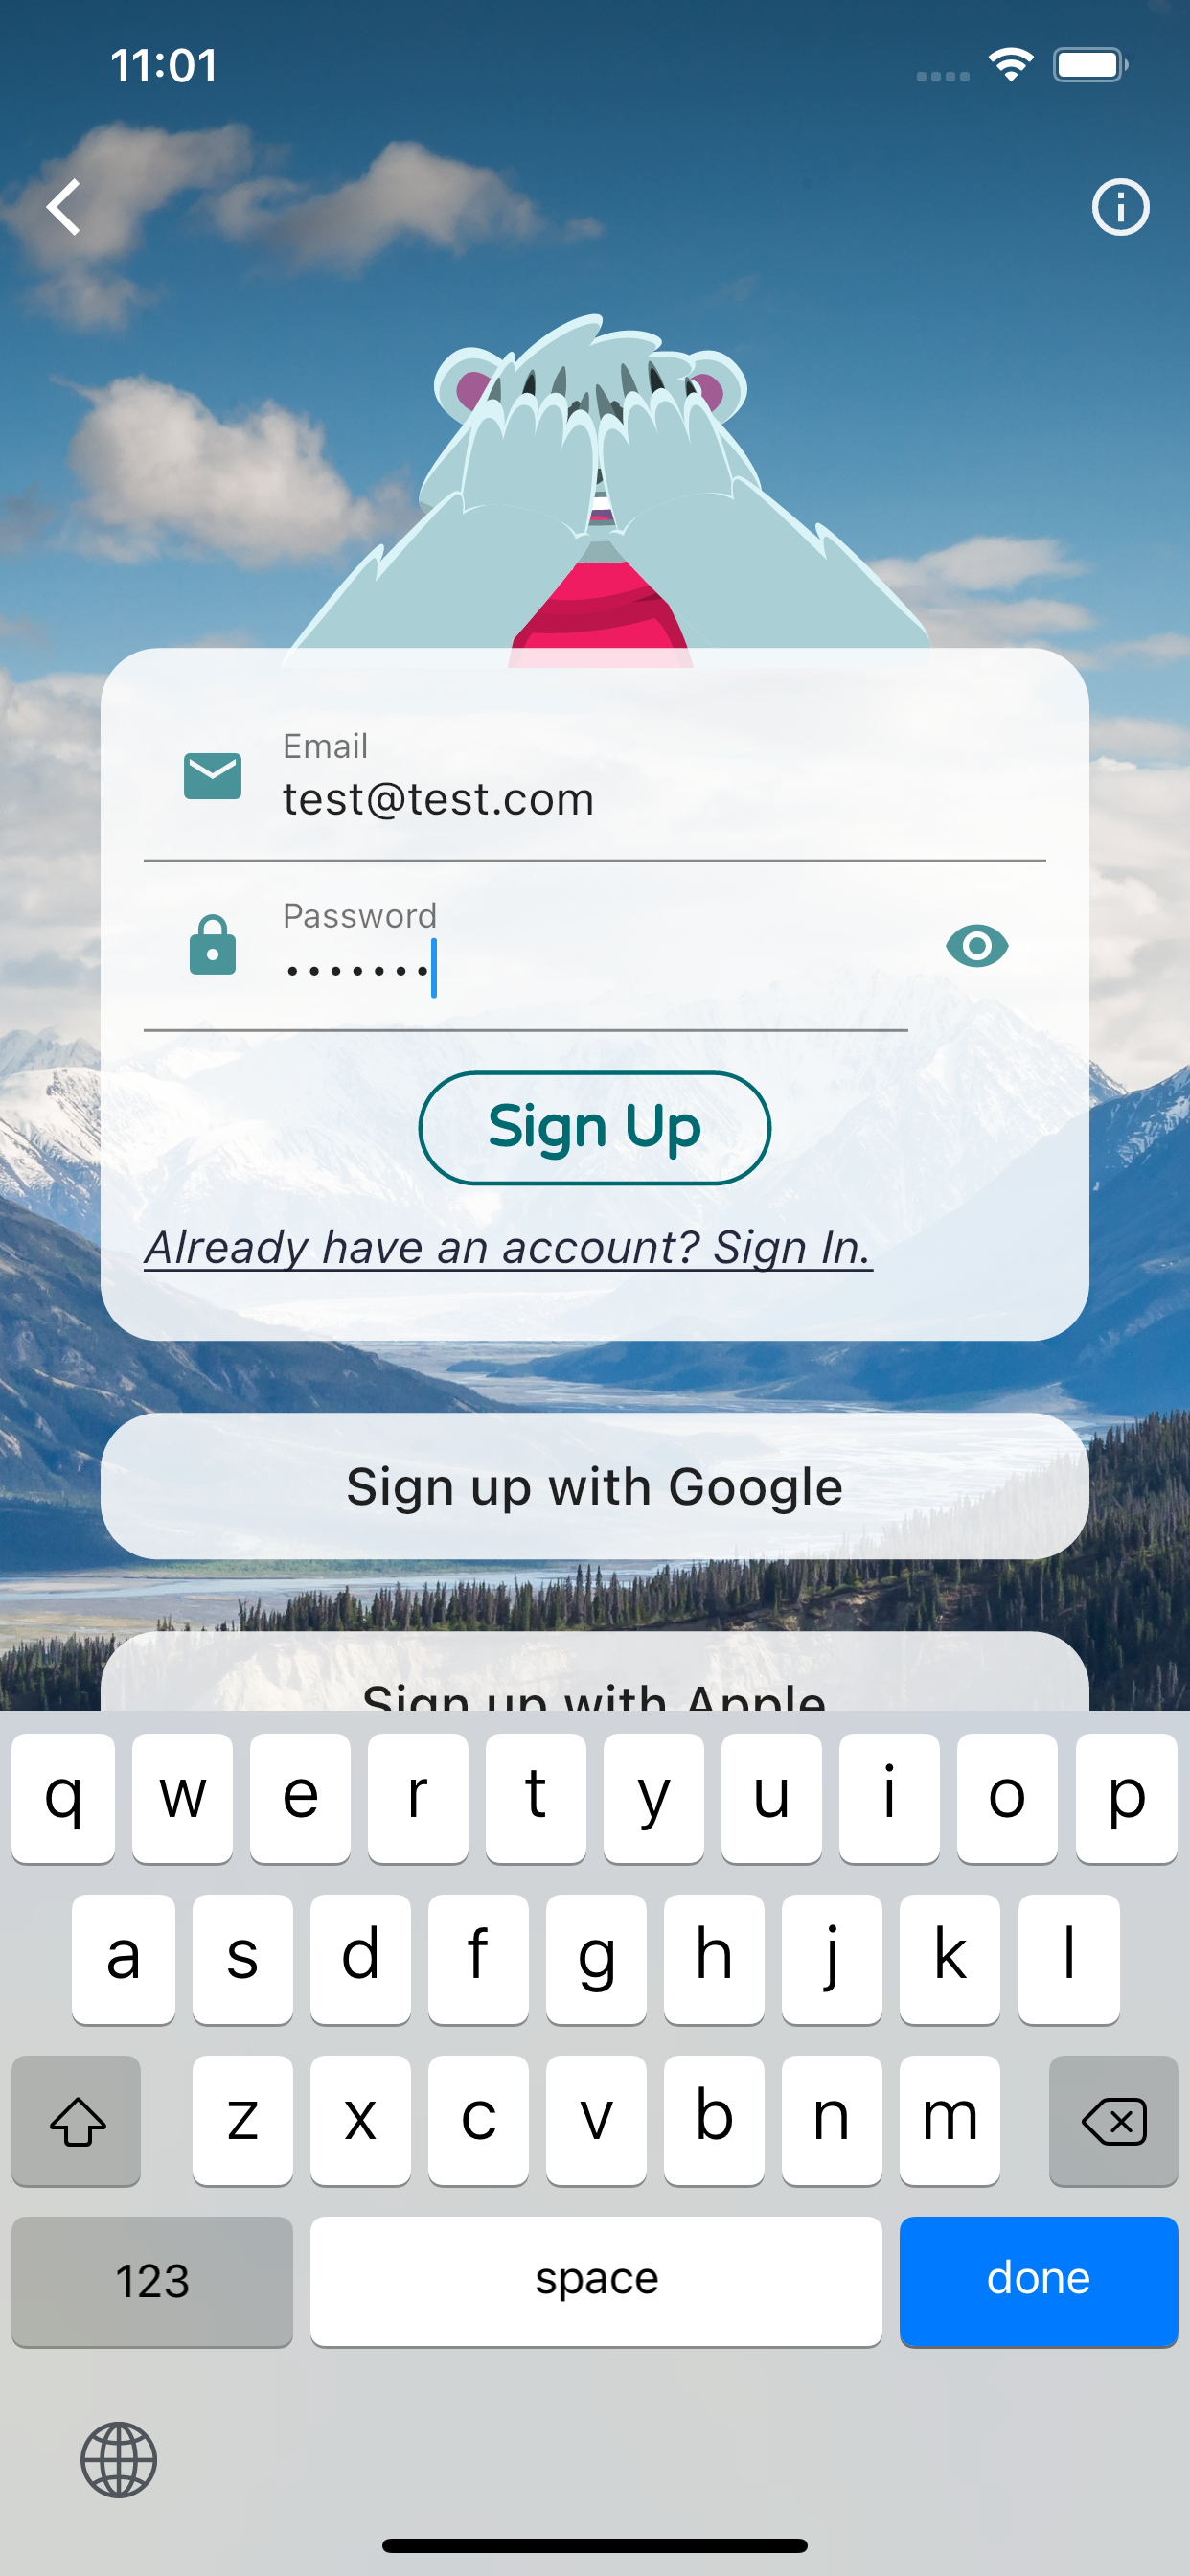 11:01
Email
test@test.com
Password
•••••••
Sign Up
Already have an account? Sign In.
Sign up with Google
Sign up with Apple
q w e r t y u i o p
a s d f g h j k l
z x c v b n m
123 space done